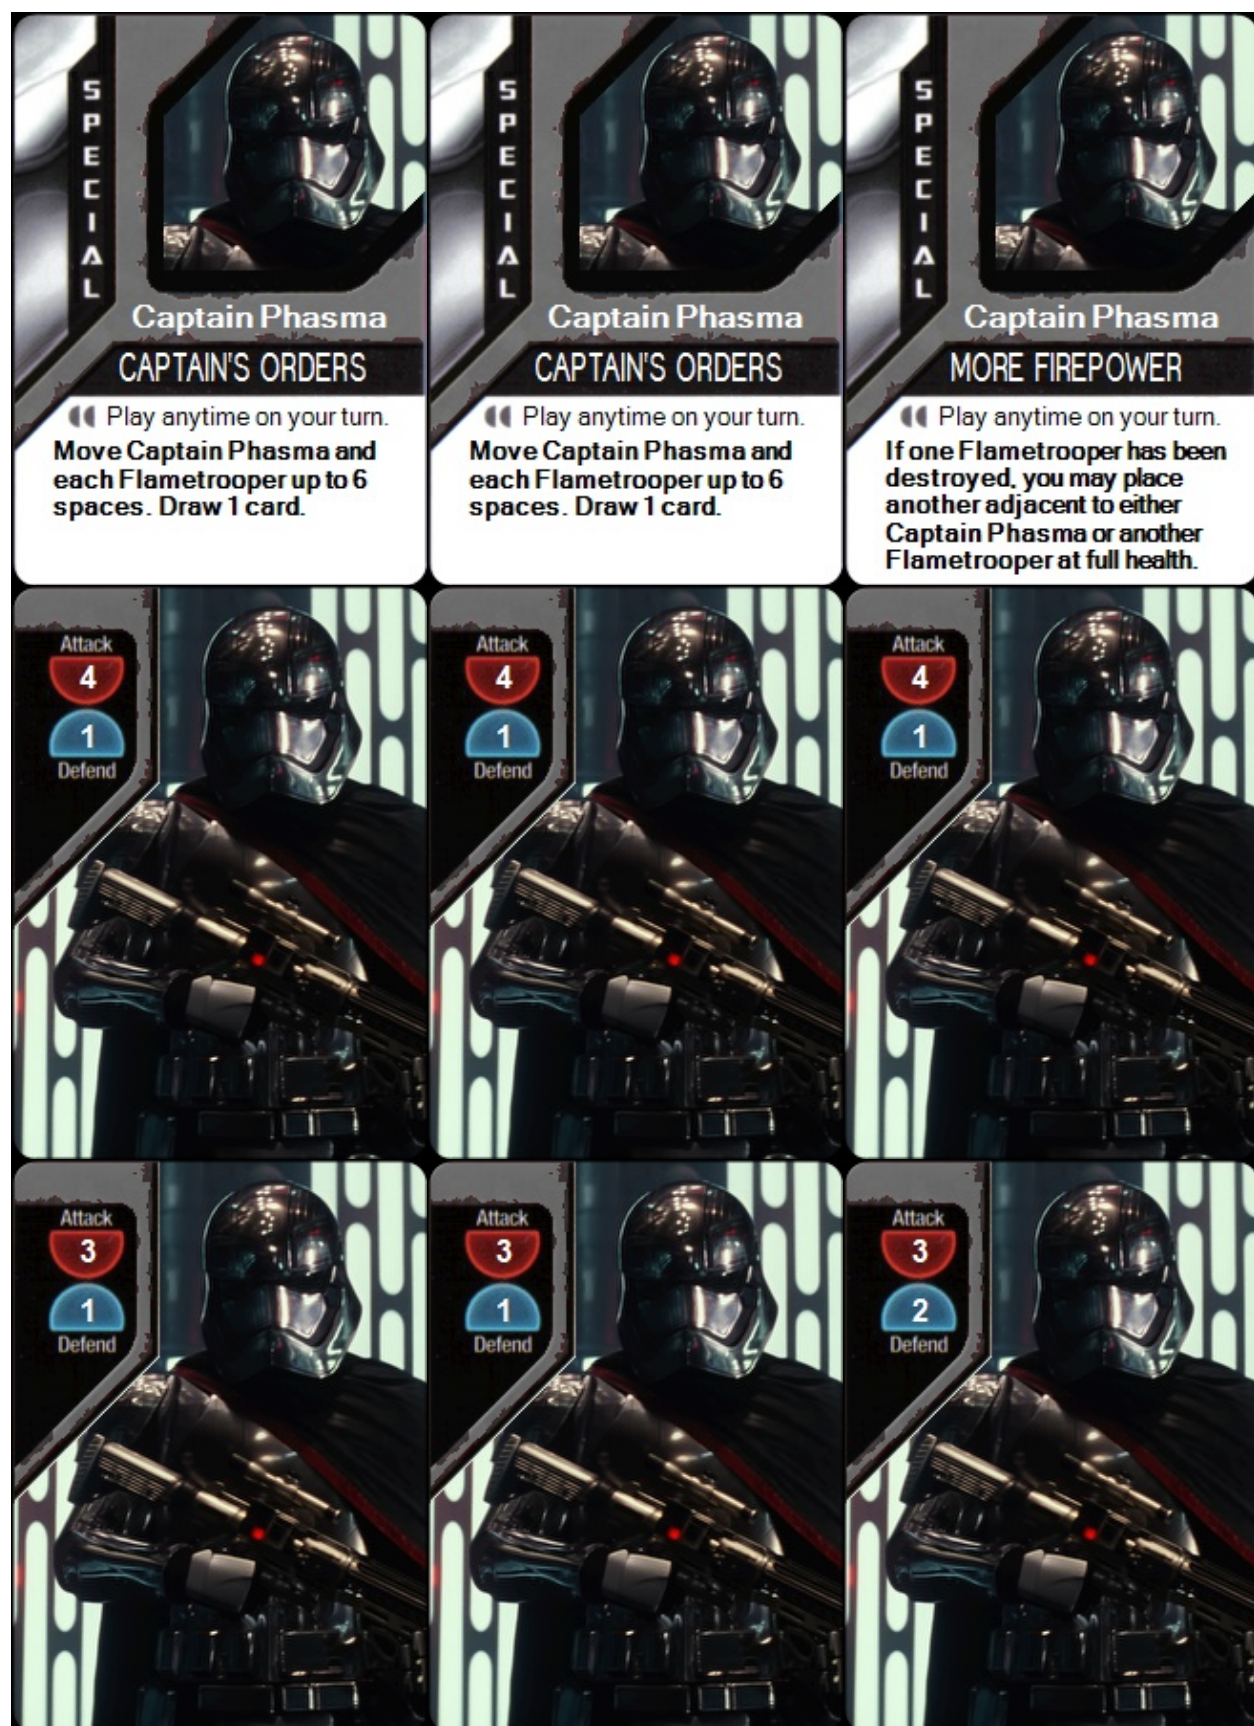 SPECIAL
Captain Phasma
CAPTAIN'S ORDERS
Play anytime on your turn.
Move Captain Phasma and
each Flametrooper up to 6
spaces. Draw 1 card.
SPECIAL
Captain Phasma
CAPTAIN'S ORDERS
Play anytime on your turn.
Move Captain Phasma and
each Flametrooper up to 6
spaces. Draw 1 card.
SPECIAL
Captain Phasma
MORE FIREPOWER
Play anytime on your turn.
If one Flametrooper has been
destroyed, you may place
another adjacent to either
Captain Phasma or another
Flametrooper at full health.
Attack
4
1
Defend
Attack
4
1
Defend
Attack
4
1
Defend
Attack
3
1
Defend
Attack
3
1
Defend
Attack
3
2
Defend